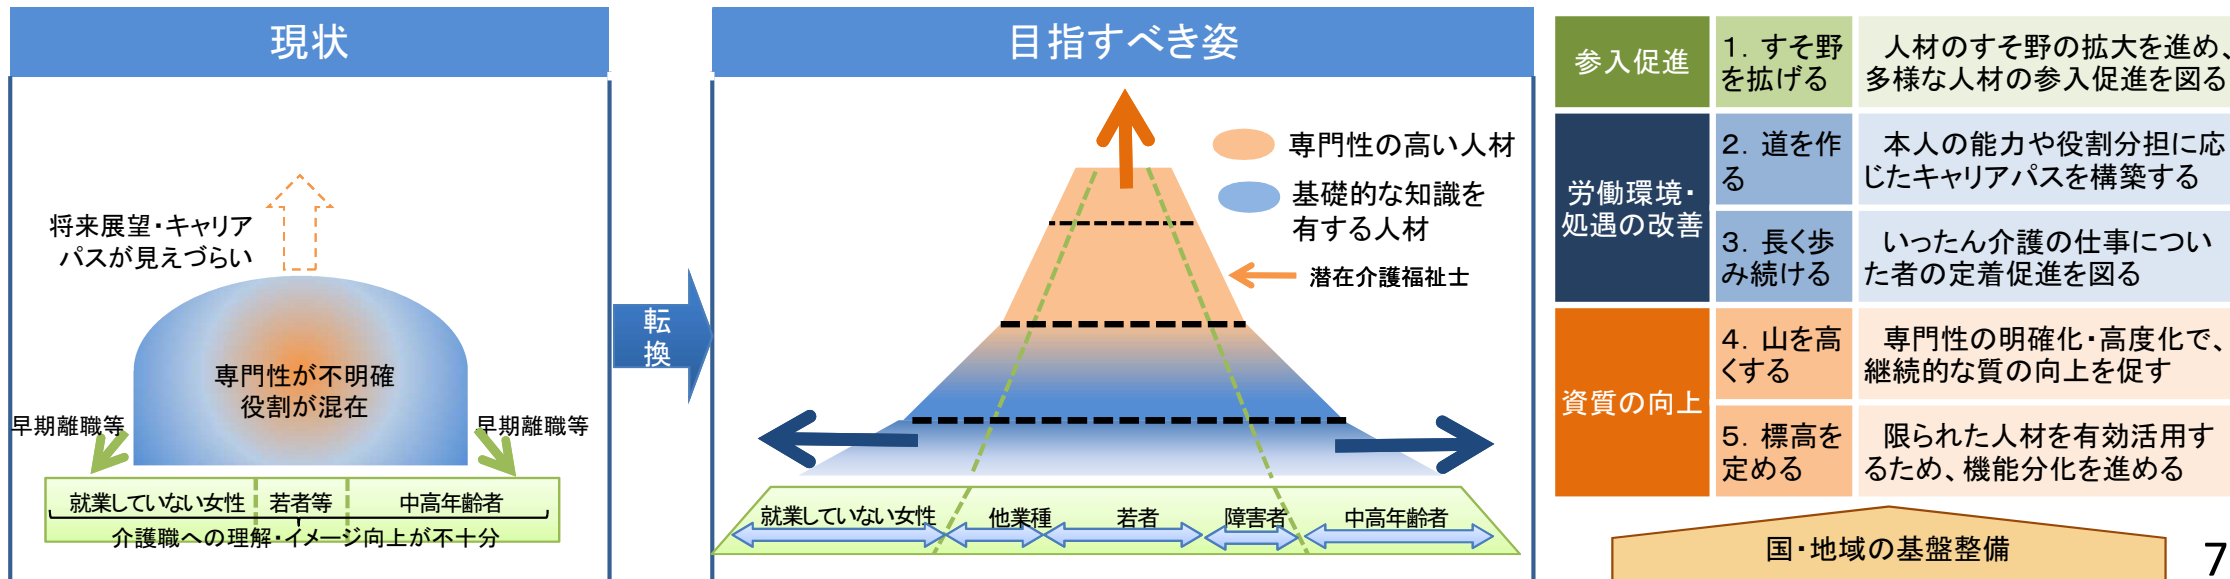 現状
将来展望・キャリア
パスが見えづらい
専門性が不明確
役割が混在
早期離職等
早期離職等
就業していない女性
若者等
中高年齢者
介護職への理解・イメージ向上が不十分
転
換
目指すべき姿
専門性の高い人材
基礎的な知識を
有する人材
潜在介護福祉士
就業していない女性
他業種
若者
障害者
中高年齢者
参入促進
1．すそ野
を拡げる
人材のすそ野の拡大を進め、
多様な人材の参入促進を図る
労働環境・
処遇の改善
2．道を作
る
本人の能力や役割分担に応
じたキャリアパスを構築する
3．長く歩
み続ける
いったん介護の仕事につい
た者の定着促進を図る
資質の向上
4．山を高
くする
専門性の明確化・高度化で、
継続的な質の向上を促す
5．標高を
定める
限られた人材を有効活用す
るため、機能分化を進める
国・地域の基盤整備
7